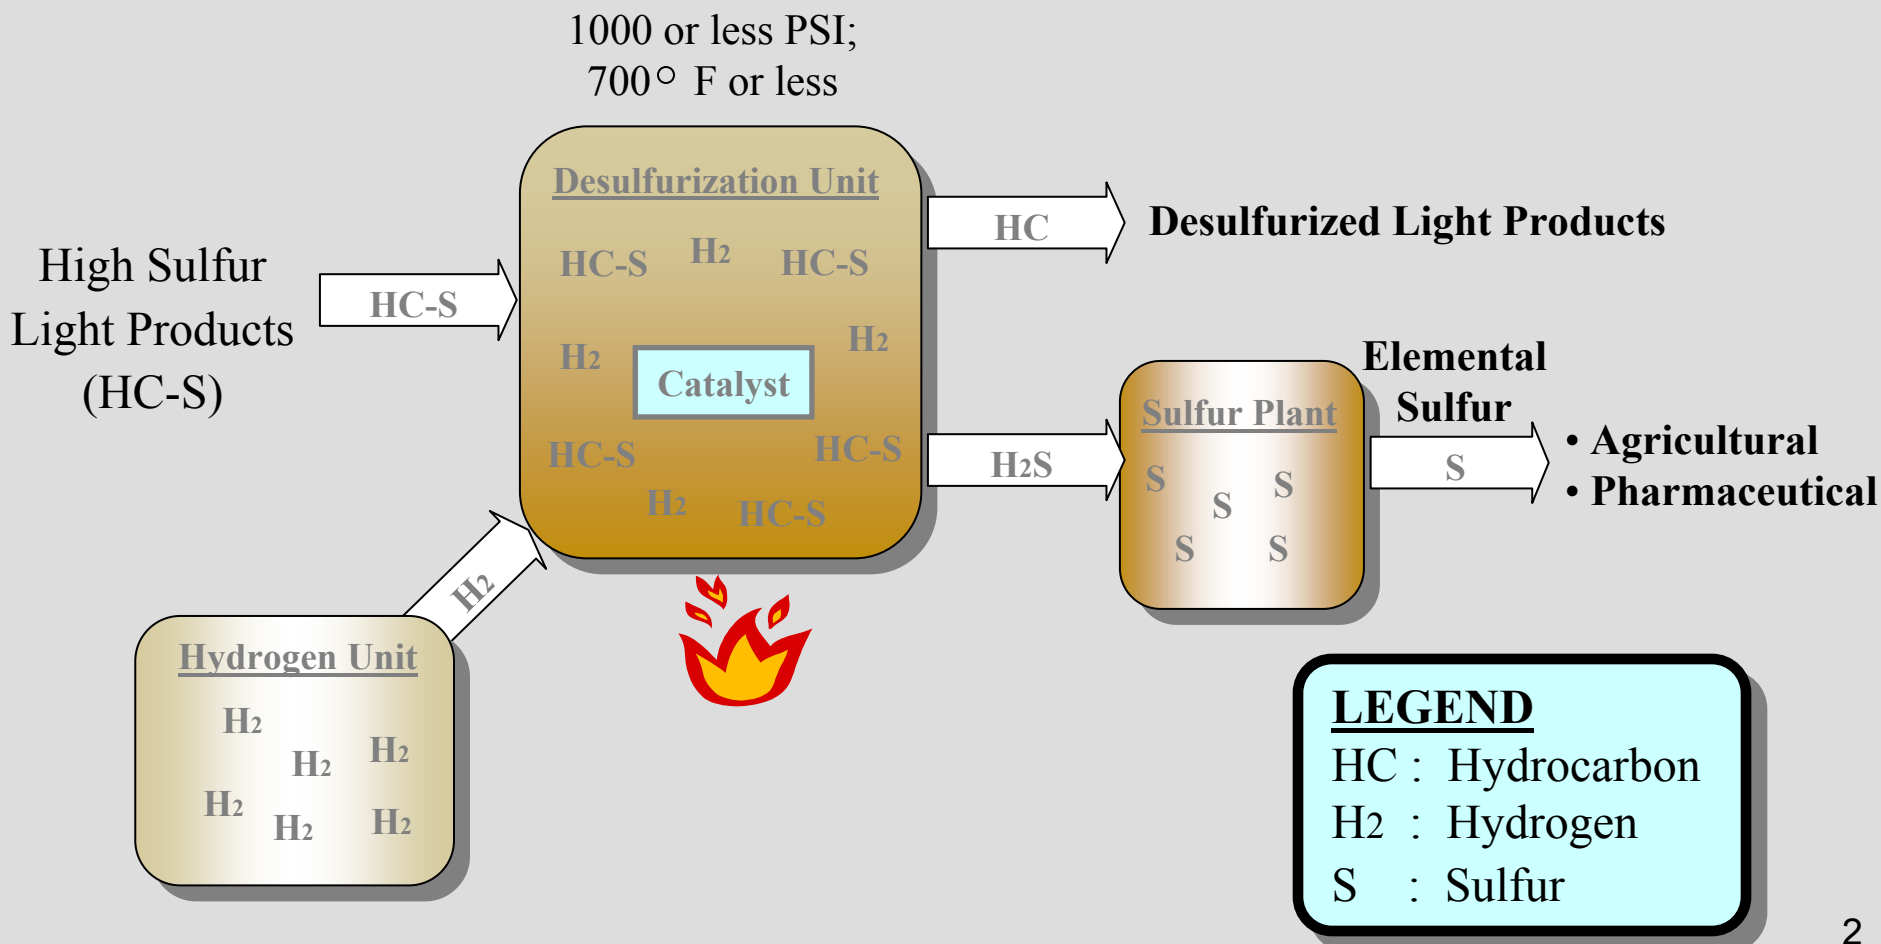 1000 or less PSI;
700° F or less
Desulfurization Unit
HC-S
H2
HC-S
H2
H2
Catalyst
HC-S
HC-S
H2
HC-S
High Sulfur
Light Products
(HC-S)
HC-S
HC
Desulfurized Light Products
H2S
Sulfur Plant
S
S
S
S
S
Elemental
Sulfur
S
• Agricultural
• Pharmaceutical
H2
Hydrogen Unit
H2
H2
H2
H2
H2
H2
LEGEND
HC : Hydrocarbon
H2 : Hydrogen
S : Sulfur
2